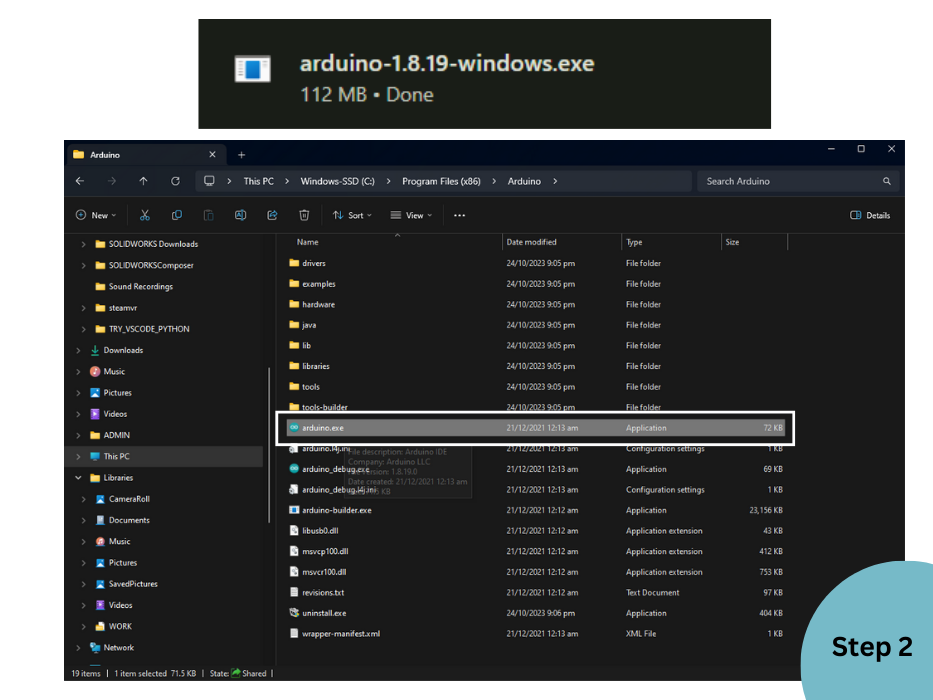 arduino-1.8.19-windows.exe
112 MB • Done
Arduino
This PC > Windows-SSD (C:) > Program Files (x86) > Arduino >
Search Arduino
New
Sort
View
Details
Name Date modified Type Size
SOLIDWORKS Downloads
SOLIDWORKSComposer
Sound Recordings
steamvr
TRY_VSCODE_PYTHON
Downloads
Music
Pictures
Videos
ADMIN
This PC
Libraries
CameraRoll
Documents
Music
Pictures
SavedPictures
Videos
WORK
Network
drivers 24/10/2023 9:05 pm File folder
examples 24/10/2023 9:05 pm File folder
hardware 24/10/2023 9:05 pm File folder
java 24/10/2023 9:05 pm File folder
lib 24/10/2023 9:05 pm File folder
libraries 24/10/2023 9:05 pm File folder
tools 24/10/2023 9:05 pm File folder
tools-builder 24/10/2023 9:05 pm File folder
arduino.exe 21/12/2021 12:13 am Application 72 KB
arduino.l4j.ini 21/12/2021 12:13 am Configuration settings 1 KB
arduino_debug.exe 21/12/2021 12:13 am Application 69 KB
arduino_debug.l4j.ini 21/12/2021 12:13 am Configuration settings 1 KB
arduino-builder.exe 21/12/2021 12:12 am Application 23,156 KB
libusb0.dll 21/12/2021 12:12 am Application extension 43 KB
msvcp100.dll 21/12/2021 12:12 am Application extension 412 KB
msvcr100.dll 21/12/2021 12:12 am Application extension 753 KB
revisions.txt 21/12/2021 12:12 am Text Document 97 KB
uninstall.exe 24/10/2023 9:06 pm Application 404 KB
wrapper-manifest.xml 21/12/2021 12:13 am XML File 1 KB
File description: Arduino IDE
Company: Arduino LLC
File version: 1.8.19.0
Date created: 21/12/2021 12:13 am
KB
19 items | 1 item selected 71.5 KB | State: Shared |
Step 2